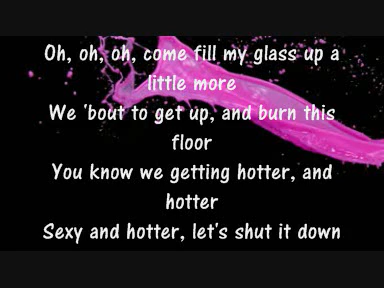 Oh, oh, oh, come fill my glass up a
little more
We 'bout to get up, and burn this
floor
You know we getting hotter, and
hotter
Sexy and hotter, let's shut it down